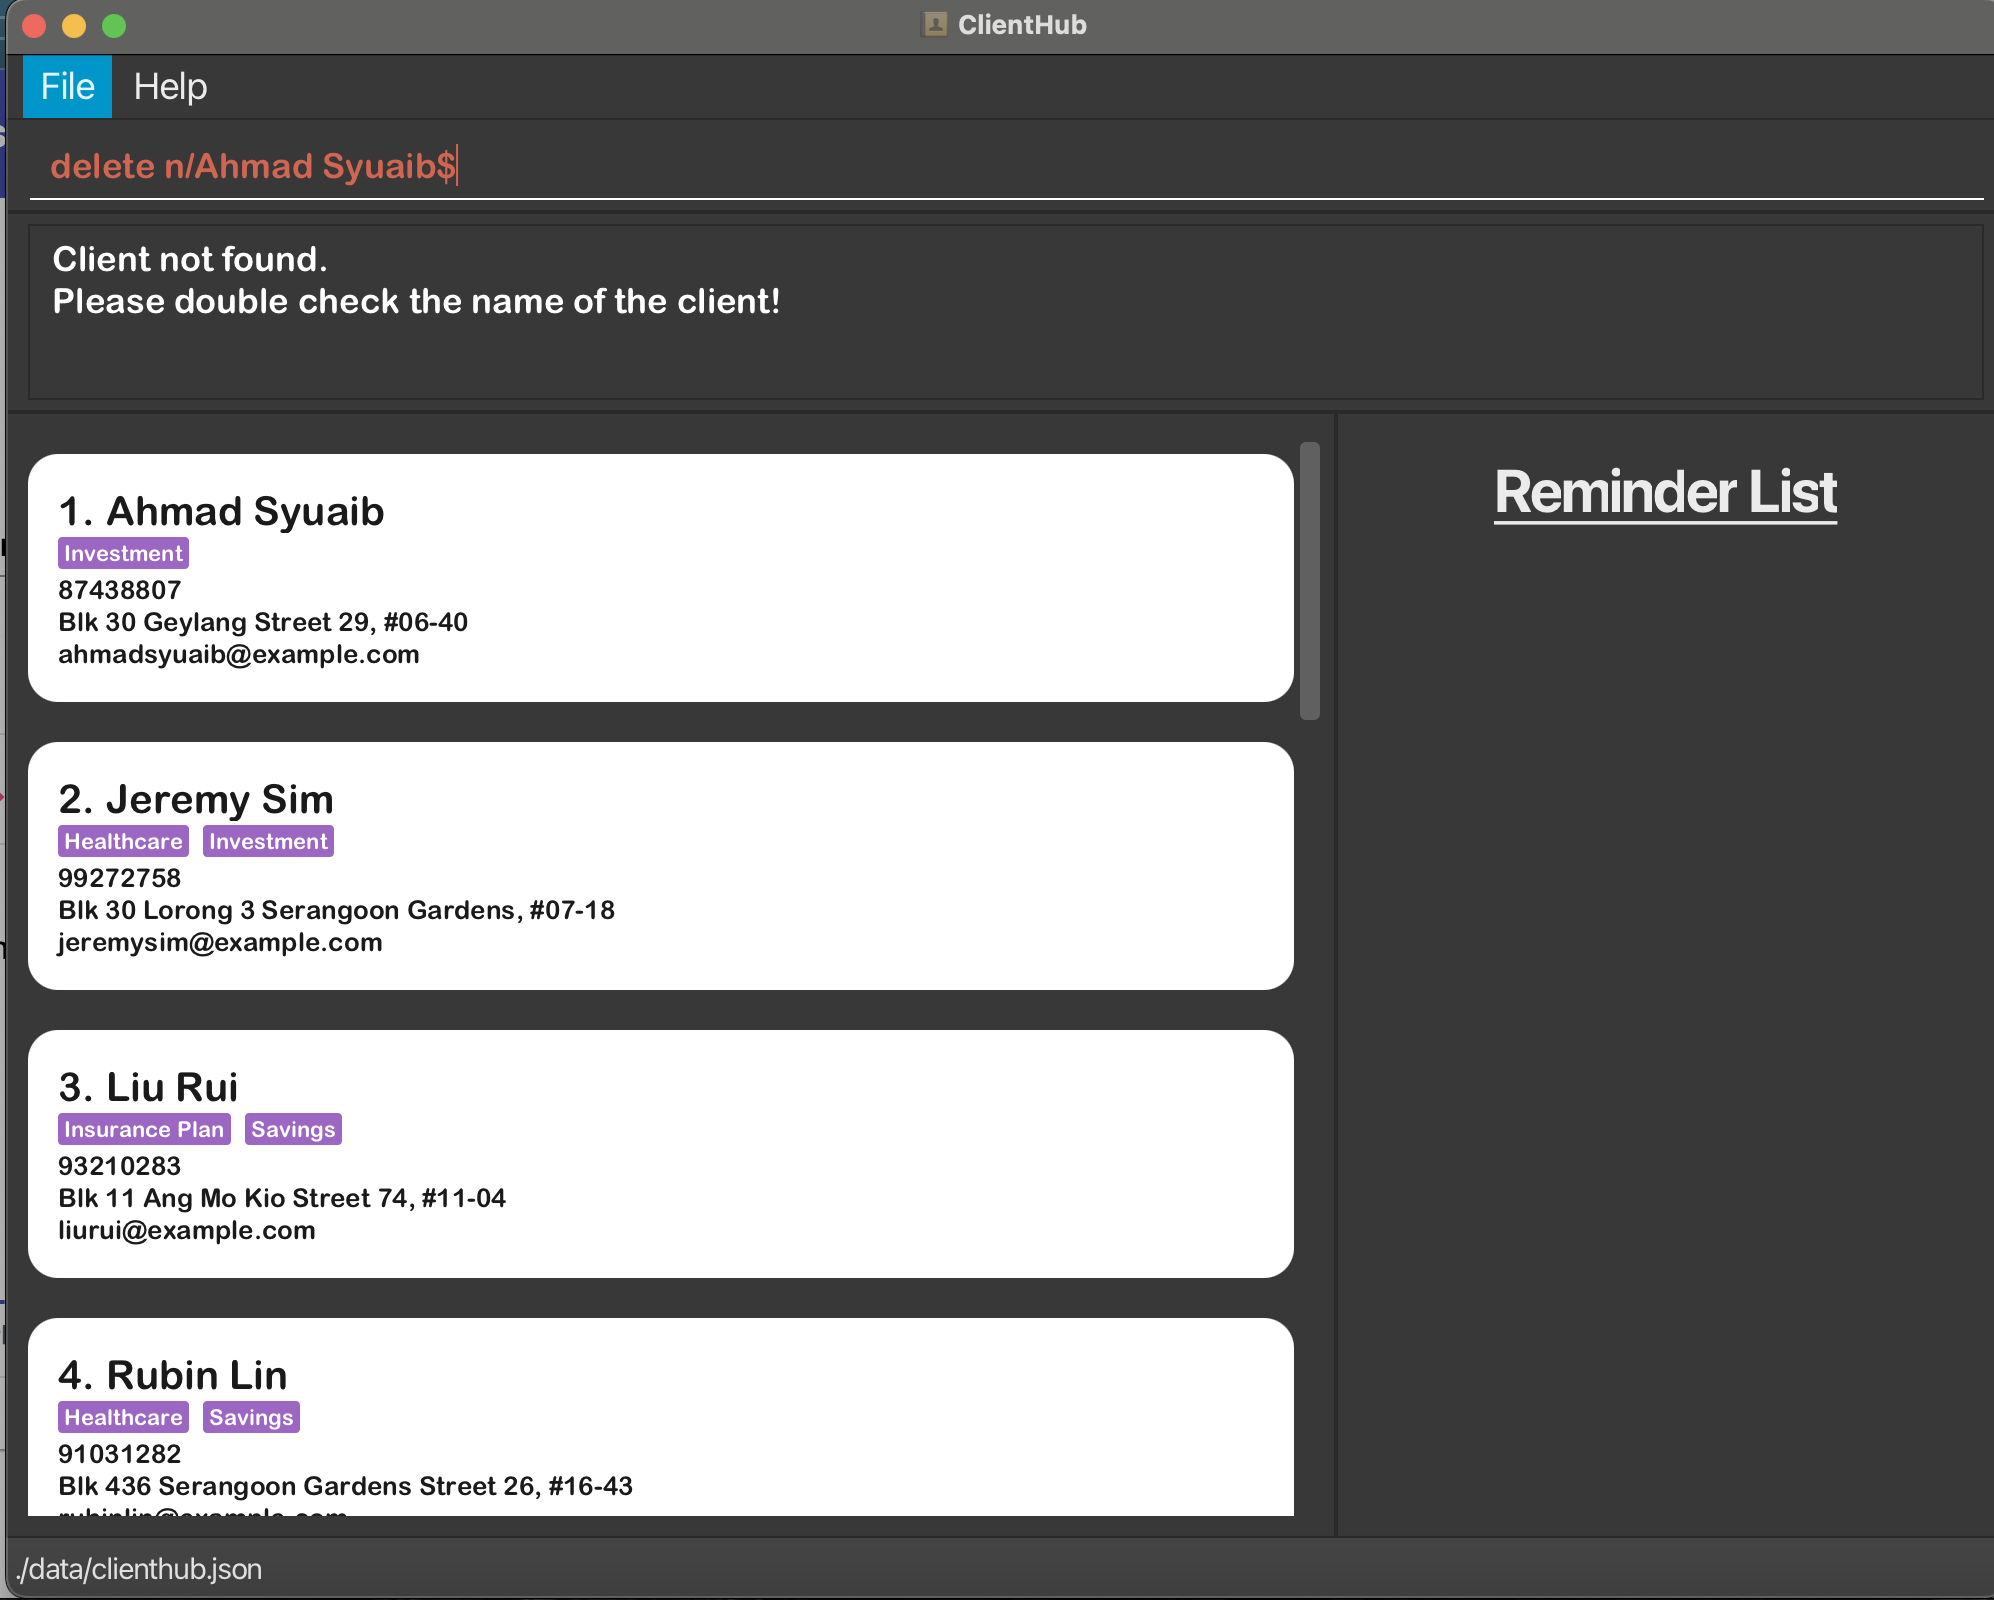 ClientHub
File Help
delete n/Ahmad Syuaib$
Client not found.
Please double check the name of the client!
1. Ahmad Syuaib
Investment
87438807
Blk 30 Geylang Street 29, #06-40
ahmadsyuaib@example.com
2. Jeremy Sim
Healthcare Investment
99272758
Blk 30 Lorong 3 Serangoon Gardens, #07-18
jeremysim@example.com
3. Liu Rui
Insurance Plan Savings
93210283
Blk 11 Ang Mo Kio Street 74, #11-04
liurui@example.com
4. Rubin Lin
Healthcare Savings
91031282
Blk 436 Serangoon Gardens Street 26, #16-43
rubinlin@example.com
Reminder List
./data/clienthub.json